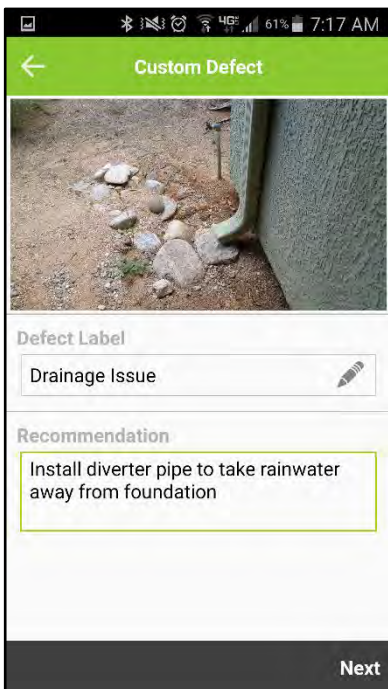 4G 61% 7:17 AM
Custom Defect
Defect Label
Drainage Issue
Recommendation
Install diverter pipe to take rainwater
away from foundation
Next